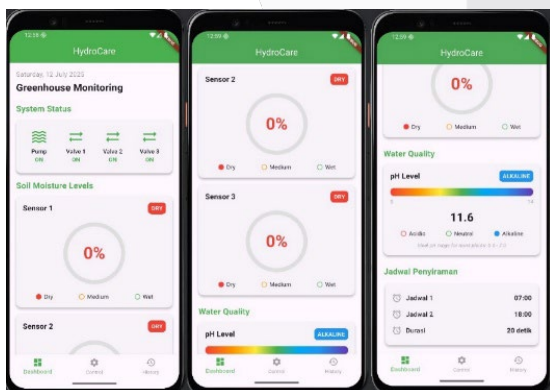 12:59
HydroCare
Saturday, 12 July 2025
Greenhouse Monitoring
System Status
Pump Valve 1 Valve 2 Valve 3
ON ON ON ON
Soil Moisture Levels
Sensor 1 DRY
0%
Dry Medium Wet
Sensor 2 DRY
Dashboard Control History
12:59
HydroCare
Sensor 2 DRY
0%
Dry Medium Wet
Sensor 3 DRY
0%
Dry Medium Wet
Water Quality
pH Level ALKALINE
Dashboard Control History
12:59
HydroCare
0%
Dry Medium Wet
Water Quality
pH Level ALKALINE
14
11.6
Acidic Neutral Alkaline
Jadwal Penyiraman
Jadwal 1 07:00
Jadwal 2 18:00
Durasi 20 detik
Dashboard Control History